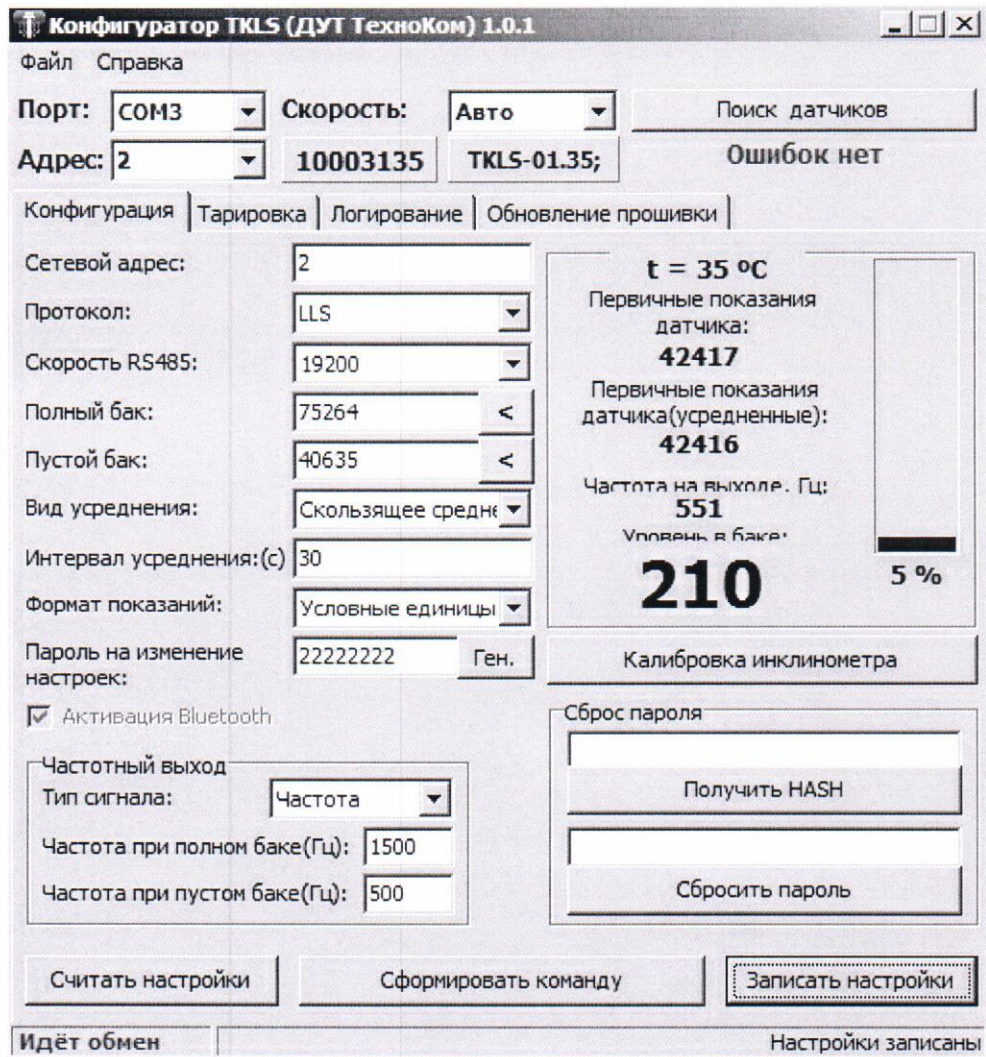 Конфигуратор TKLS (ДУТ ТехноКом) 1.0.1
Файл Справка
Порт: COM3 Скорость: Авто Поиск датчиков
Адрес: 2 10003135 TKLS-01.35; Ошибок нет
Конфигурация Тарировка Логирование Обновление прошивки
Сетевой адрес: 2
Протокол: LLS
Скорость RS485: 19200
Полный бак: 75264 <
Пустой бак: 40635 <
Вид усреднения: Скользящее средне
Интервал усреднения:(с) 30
Формат показаний: Условные единицы
Пароль на изменение
настроек:
22222222 Ген.
Активация Bluetooth
Частотный выход
Тип сигнала: Частота
Частота при полном баке(Гц): 1500
Частота при пустом баке(Гц): 500
t = 35 ºC
Первичные показания
датчика:
42417
Первичные показания
датчика(усредненные):
42416
Частота на выходе, Гц:
551
Уровень в баке:
210
5 %
Калибровка инклинометра
Сброс пароля
Получить HASH
Сбросить пароль
Считать настройки Сформировать команду Записать настройки
Идёт обмен Настройки записаны